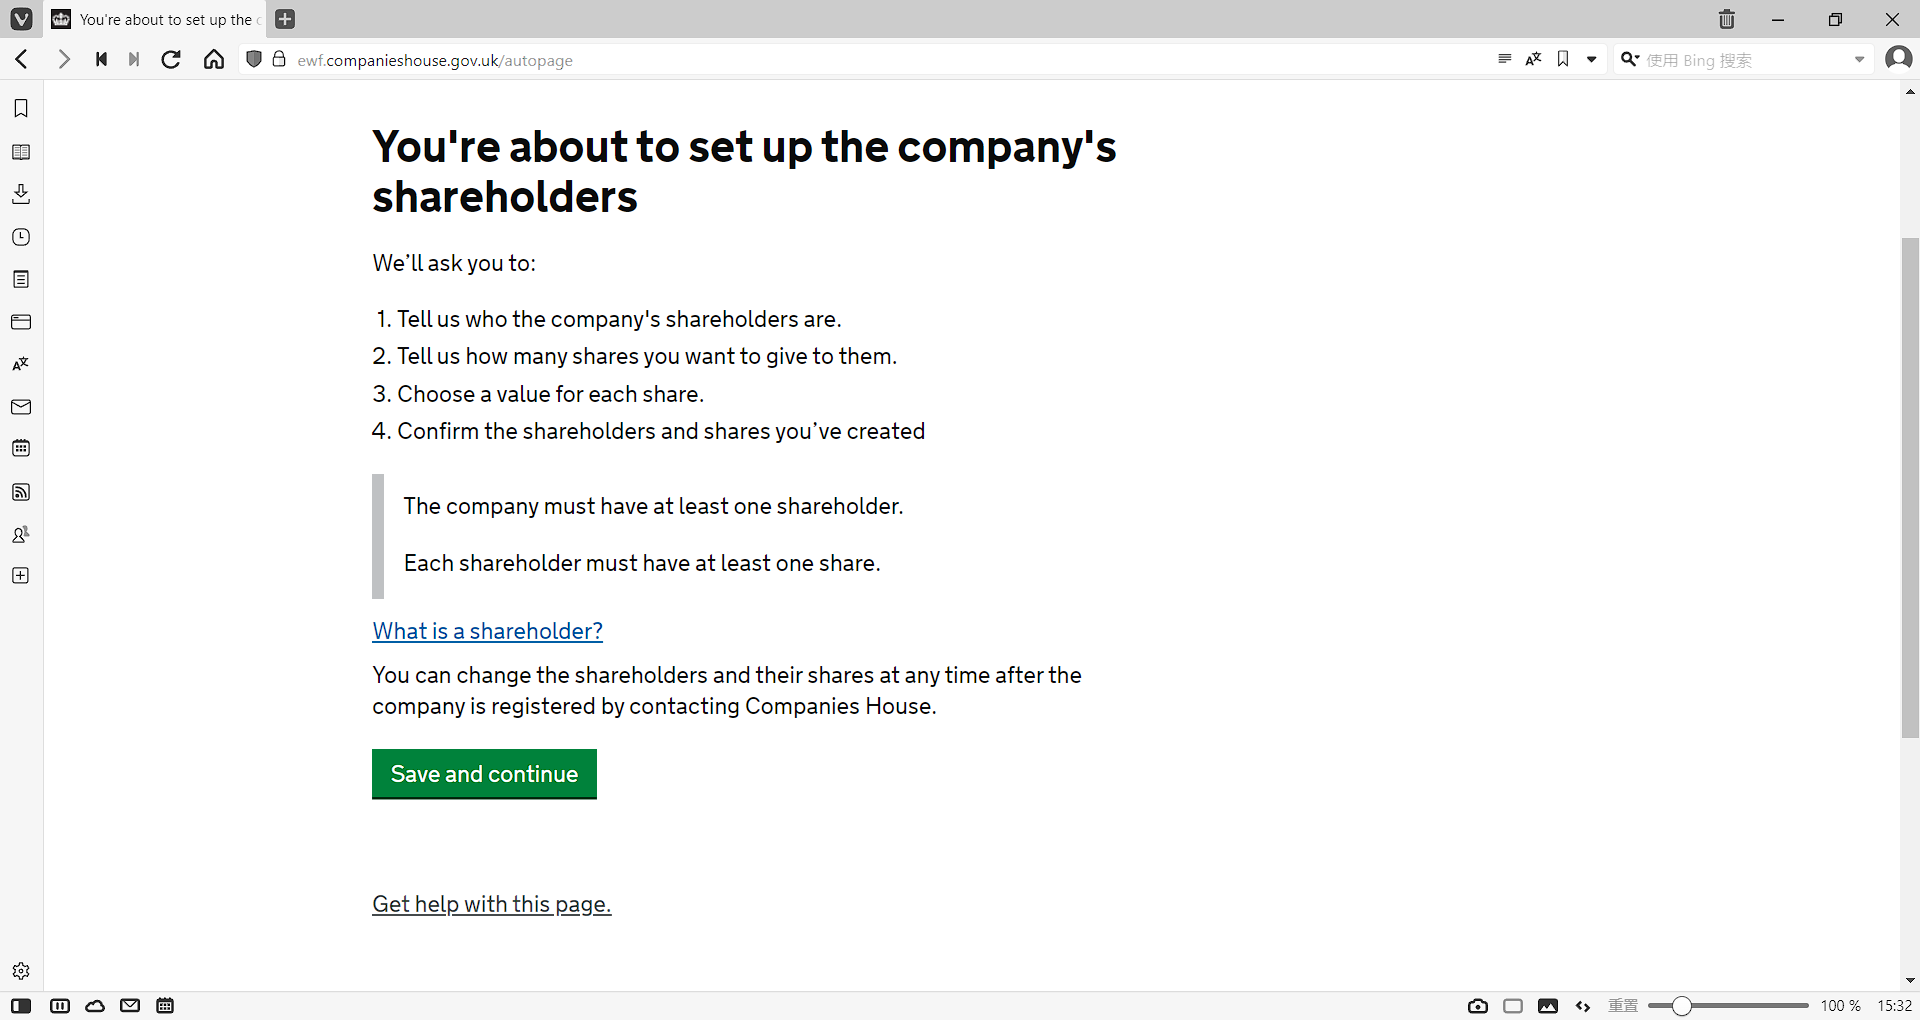 You're about to set up the c
ewf.companieshouse.gov.uk/autopage
使用 Bing 搜索
You're about to set up the company's
shareholders
We’ll ask you to:
1. Tell us who the company's shareholders are.
2. Tell us how many shares you want to give to them.
3. Choose a value for each share.
4. Confirm the shareholders and shares you’ve created
The company must have at least one shareholder.
Each shareholder must have at least one share.
What is a shareholder?
You can change the shareholders and their shares at any time after the
company is registered by contacting Companies House.
Save and continue
Get help with this page.
重置 100 % 15:32